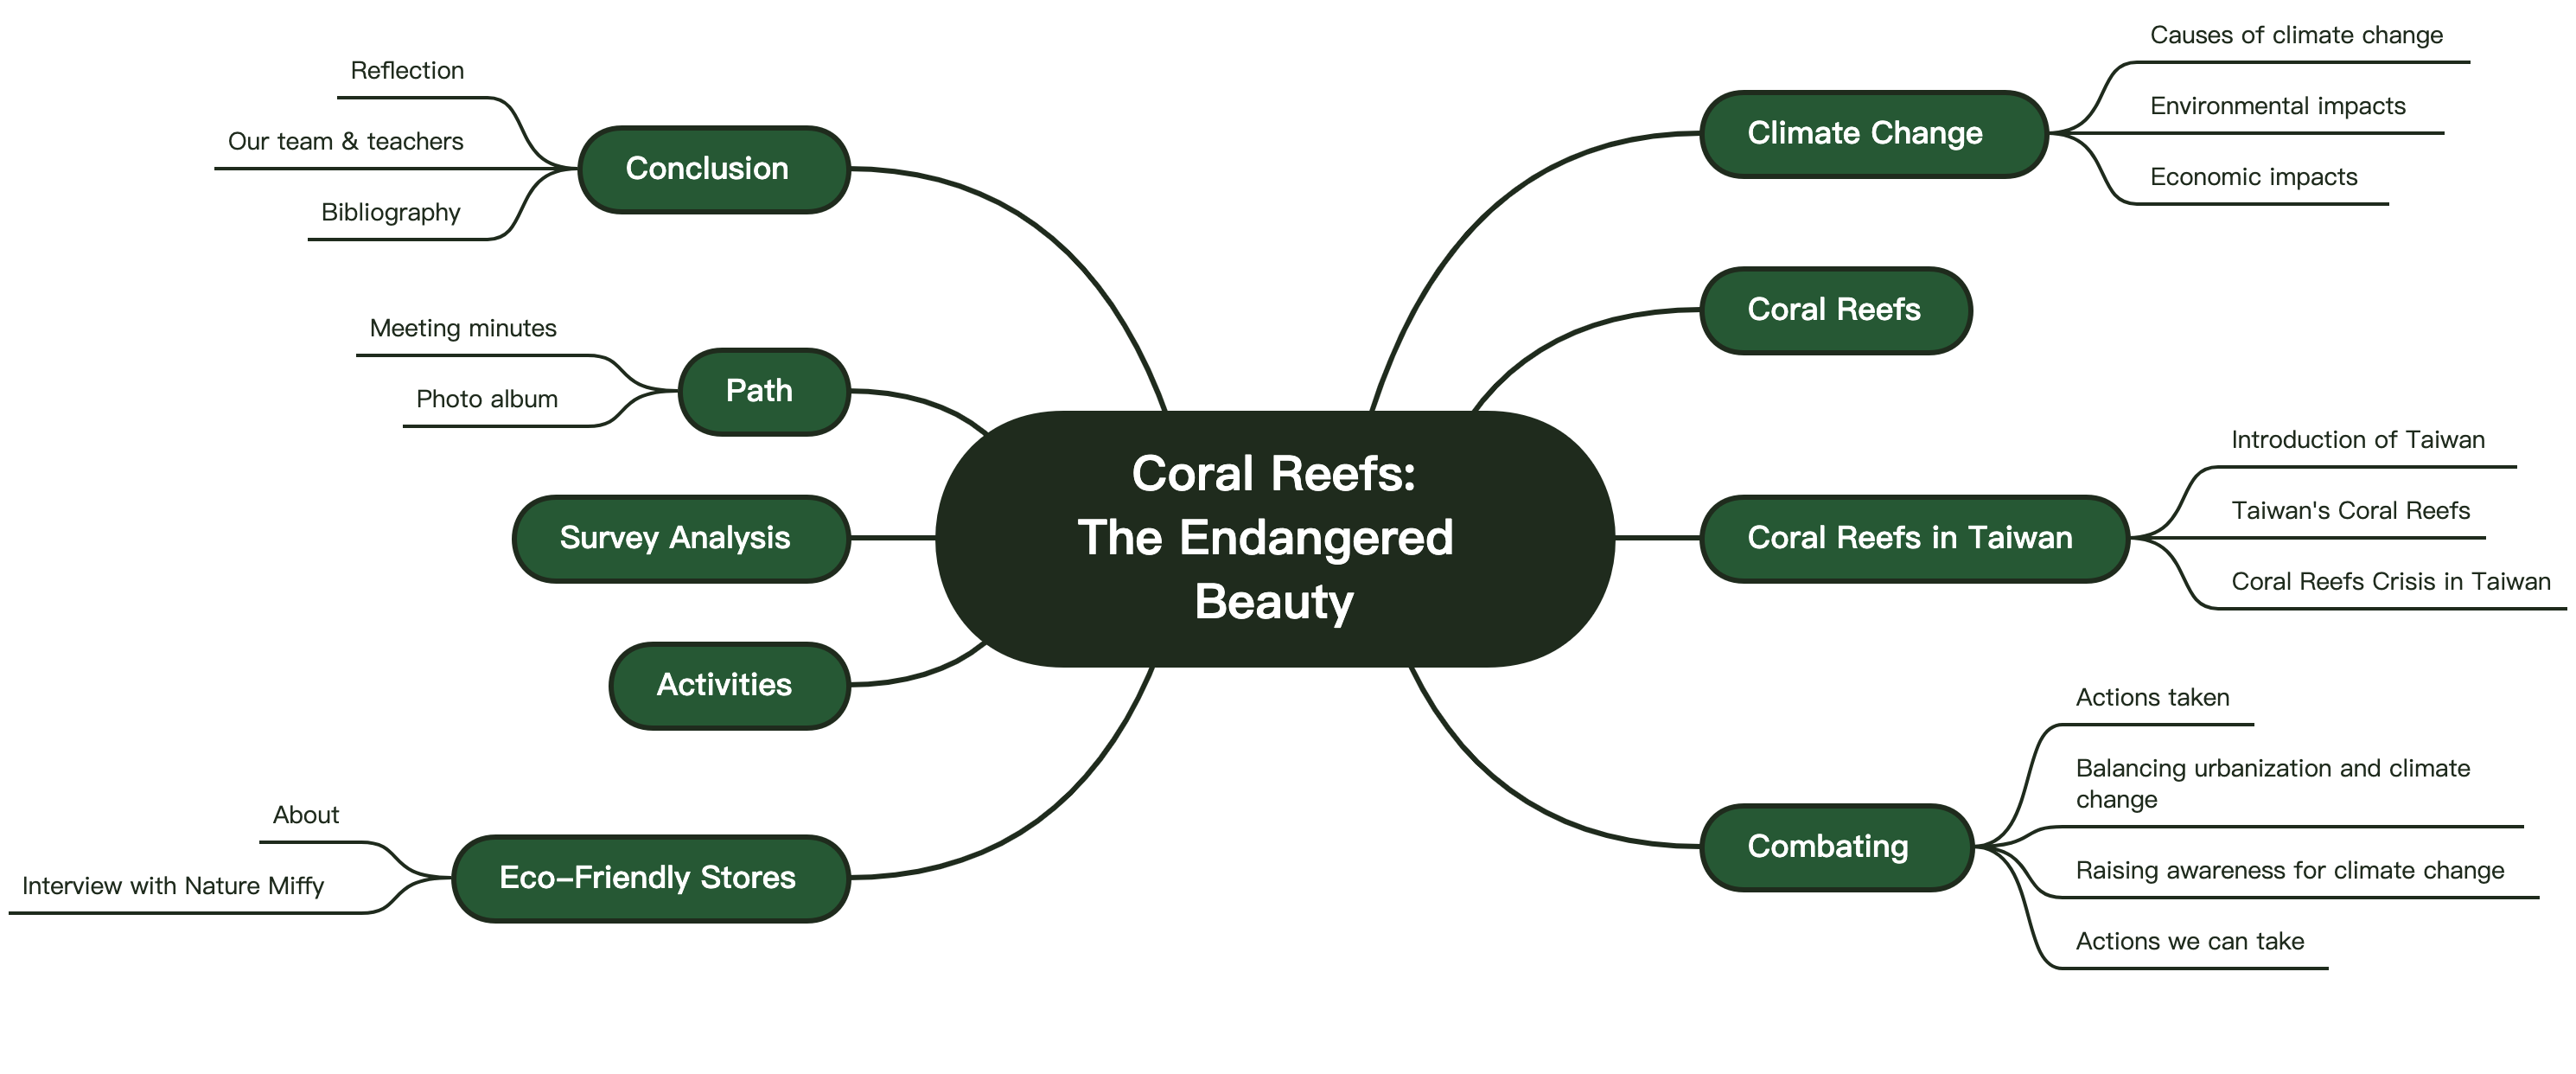 Coral Reefs:
The Endangered
Beauty
Climate Change
Causes of climate change
Environmental impacts
Economic impacts
Coral Reefs
Coral Reefs in Taiwan
Introduction of Taiwan
Taiwan's Coral Reefs
Coral Reefs Crisis in Taiwan
Combating
Actions taken
Balancing urbanization and climate
change
Raising awareness for climate change
Actions we can take
Conclusion
Reflection
Our team & teachers
Bibliography
Path
Meeting minutes
Photo album
Survey Analysis
Activities
Eco–Friendly Stores
About
Interview with Nature Miffy